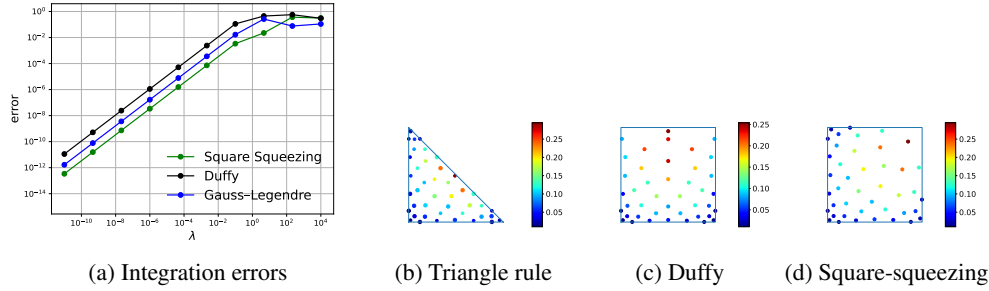 10^0
10^-2
10^-4
10^-6
10^-8
10^-10
10^-12
10^-14
error
Square Squeezing
Duffy
Gauss–Legendre
10^-10 10^-8 10^-6 10^-4 10^-2 10^0 10^2 10^4
λ
(a) Integration errors
0.25
0.20
0.15
0.10
0.05
(b) Triangle rule
0.25
0.20
0.15
0.10
0.05
(c) Duffy
0.25
0.20
0.15
0.10
0.05
(d) Square-squeezing